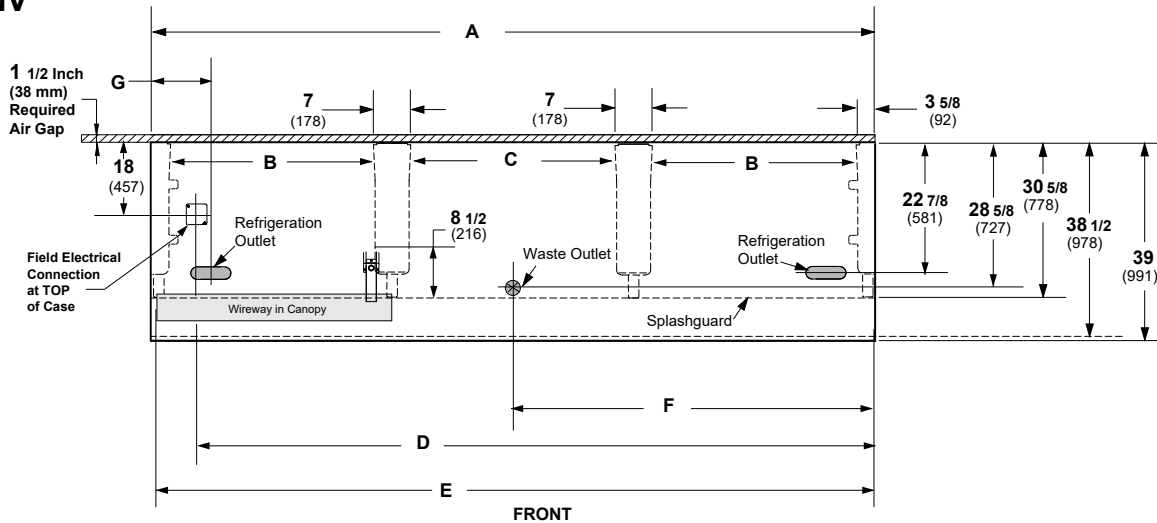 A
1 1/2 Inch
(38 mm)
Required
Air Gap
G
7
(178)
7
(178)
3 5/8
(92)
18
(457)
B
C
B
8 1/2
(216)
22 7/8
(581)
28 5/8
(727)
30 5/8
(778)
38 1/2
(978)
39
(991)
Field Electrical
Connection
at TOP
of Case
Refrigeration
Outlet
Waste Outlet
Refrigeration
Outlet
Wireway in Canopy
Splashguard
F
D
E
FRONT